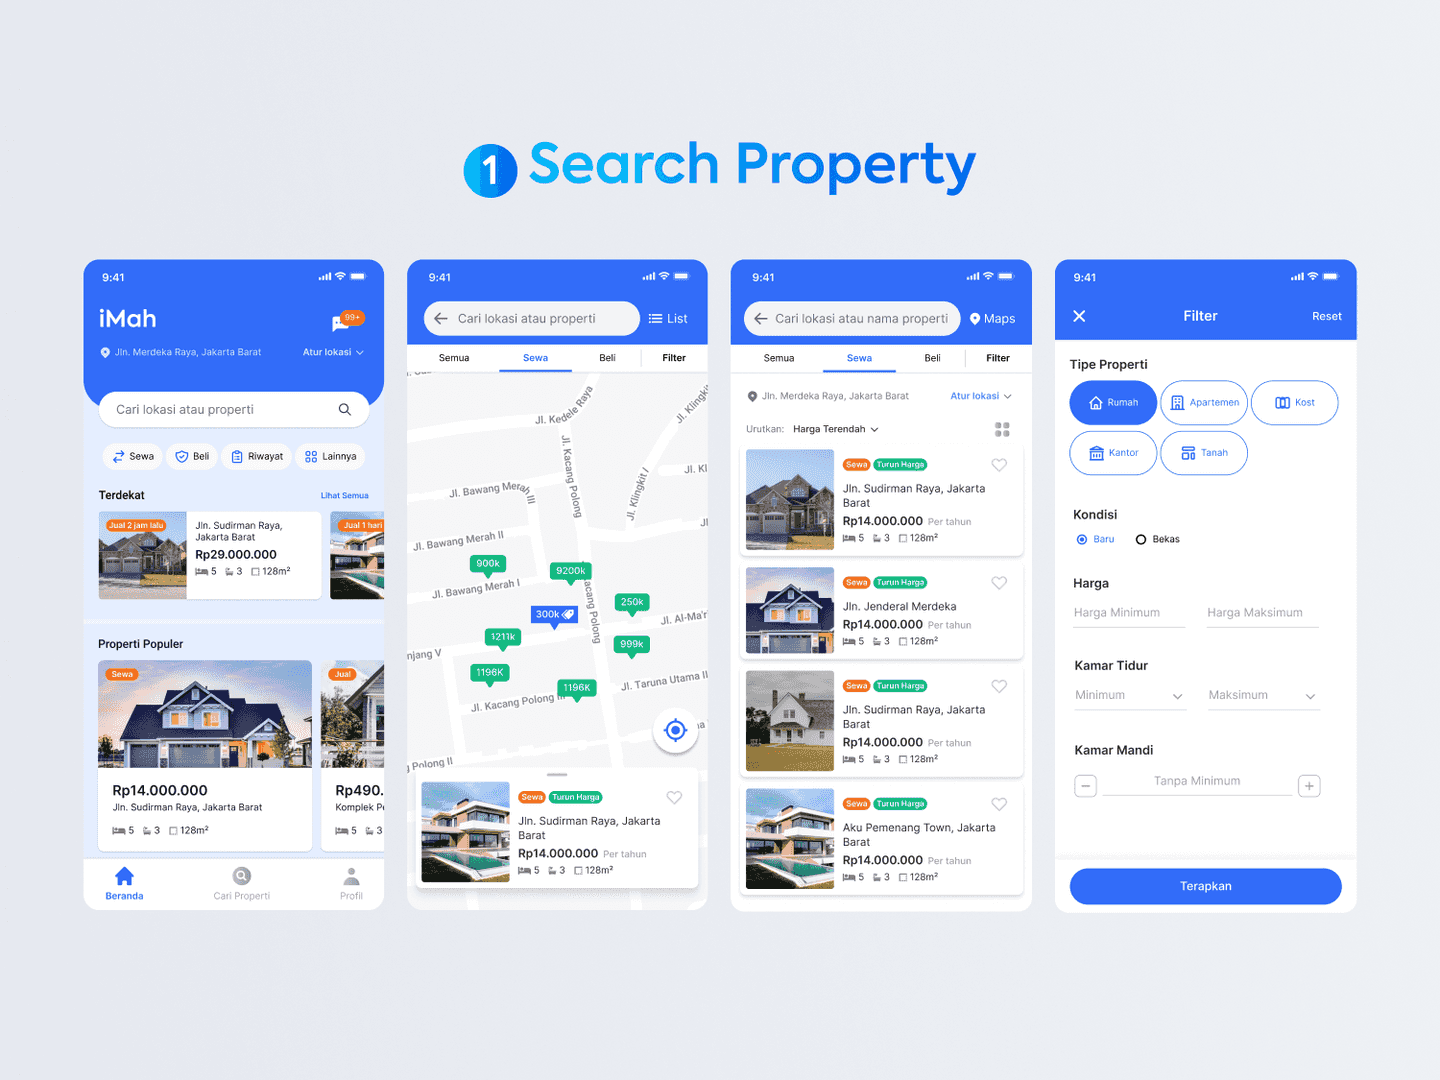 1 Search Property
9:41
iMah
99+
Jln. Merdeka Raya, Jakarta Barat
Atur lokasi
Cari lokasi atau properti
Sewa
Beli
Riwayat
Lainnya
Terdekat
Lihat Semua
Jual 2 jam lalu
Jln. Sudirman Raya,
Jakarta Barat
Rp29.000.000
5 3 128m²
Jual 1 hari
Properti Populer
Sewa
Rp14.000.000
Jln. Sudirman Raya, Jakarta Barat
5 3 128m²
Jual
Rp490.
Komplek Pe
5 3
Beranda
Cari Properti
Profil
9:41
Cari lokasi atau properti
List
Semua
Sewa
Beli
Filter
Jl. Kedele Raya
Jl. Klingkit
Jl. Kacang Polong
Jl. Klingkit I
Jl. Kl
Jl. Bawang Merah III
Jl. Bawang Merah II
900k
9200k
Jl. Bawang Merah I
Kacang Polong
250k
300k
Jl. Al-Ma'r
1211k
999k
njang V
1196K
1196K
Jl. Taruna Utama II
Jl. Kacang Polong III
g Polong II
Sewa
Turun Harga
Jln. Sudirman Raya, Jakarta
Barat
Rp14.000.000 Per tahun
5 3 128m²
9:41
Cari lokasi atau nama properti
Maps
Semua
Sewa
Beli
Filter
Jln. Merdeka Raya, Jakarta Barat
Atur lokasi
Urutkan: Harga Terendah
Sewa
Turun Harga
Jln. Sudirman Raya, Jakarta
Barat
Rp14.000.000 Per tahun
5 3 128m²
Sewa
Turun Harga
Jln. Jenderal Merdeka
Rp14.000.000 Per tahun
5 3 128m²
Sewa
Turun Harga
Jln. Sudirman Raya, Jakarta
Barat
Rp14.000.000 Per tahun
5 3 128m²
Sewa
Turun Harga
Aku Pemenang Town, Jakarta
Barat
Rp14.000.000 Per tahun
5 3 128m²
9:41
Filter
Reset
Tipe Properti
Rumah
Apartemen
Kost
Kantor
Tanah
Kondisi
Baru
Bekas
Harga
Harga Minimum
Harga Maksimum
Kamar Tidur
Minimum
Maksimum
Kamar Mandi
Tanpa Minimum
Terapkan